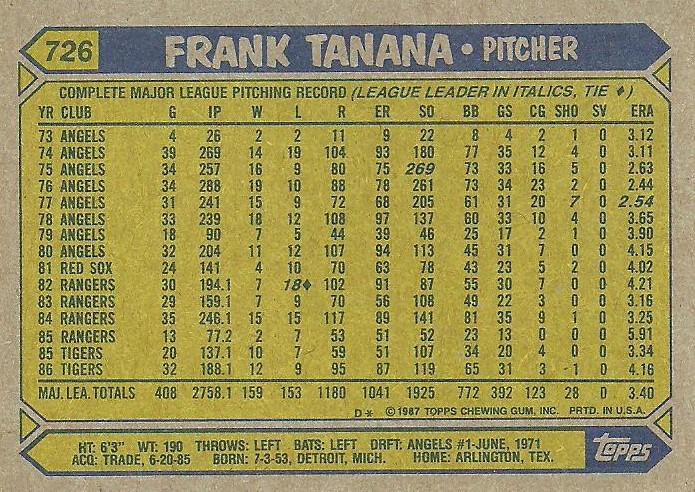 726 FRANK TANANA • PITCHER
COMPLETE MAJOR LEAGUE PITCHING RECORD (LEAGUE LEADER IN ITALICS, TIE ♦)
YR CLUB G IP W L R ER SO BB GS CG SHO SV ERA
73 ANGELS 4 26 2 2 11 9 22 8 4 2 1 0 3.12
74 ANGELS 39 269 14 19 104 93 180 77 35 12 4 0 3.11
75 ANGELS 34 257 16 9 80 75 269 73 33 16 5 0 2.63
76 ANGELS 34 288 19 10 88 78 261 73 34 23 2 0 2.44
77 ANGELS 31 241 15 9 72 68 205 61 31 20 7 0 2.54
78 ANGELS 33 239 18 12 108 97 137 60 33 10 4 0 3.65
79 ANGELS 18 90 7 5 44 39 46 25 17 2 1 0 3.90
80 ANGELS 32 204 11 12 107 94 113 45 31 7 0 0 4.15
81 RED SOX 24 141 4 10 70 63 78 43 23 5 2 0 4.02
82 RANGERS 30 194.1 7 18♦ 102 91 87 55 30 7 0 0 4.21
83 RANGERS 29 159.1 7 9 70 56 108 49 22 3 0 0 3.16
84 RANGERS 35 246.1 15 15 117 89 141 81 35 9 1 0 3.25
85 RANGERS 13 77.2 2 7 53 51 52 23 13 0 0 0 5.91
85 TIGERS 20 137.1 10 7 59 51 107 34 20 4 0 0 3.34
86 TIGERS 32 188.1 12 9 95 87 119 65 31 3 1 0 4.16
MAJ. LEA. TOTALS 408 2758.1 159 153 1180 1041 1925 772 392 123 28 0 3.40
D* © 1987 TOPPS CHEWING GUM, INC. PRTD. IN U.S.A.
HT: 6'3" WT: 190 THROWS: LEFT BATS: LEFT DRFT: ANGELS #1-JUNE, 1971
ACQ: TRADE, 6-20-85 BORN: 7-3-53, DETROIT, MICH. HOME: ARLINGTON, TEX.
TOPPS